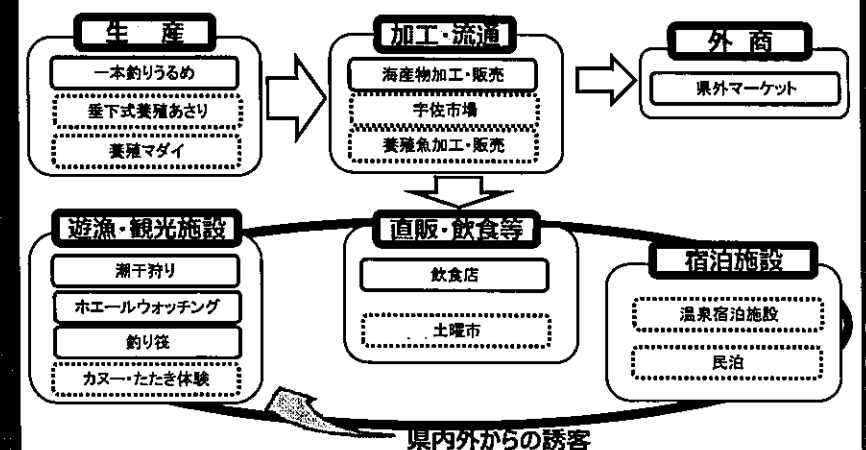 生 産
一本釣りうるめ
垂下式養殖あさり
養殖マダイ
加工・流通
海産物加工・販売
宇佐市場
養殖魚加工・販売
外 商
県外マーケット
遊漁・観光施設
潮干狩り
ホエールウォッチング
釣り筏
カヌー・たたき体験
直販・飲食等
飲食店
土曜市
宿泊施設
温泉宿泊施設
民泊
県内外からの誘客